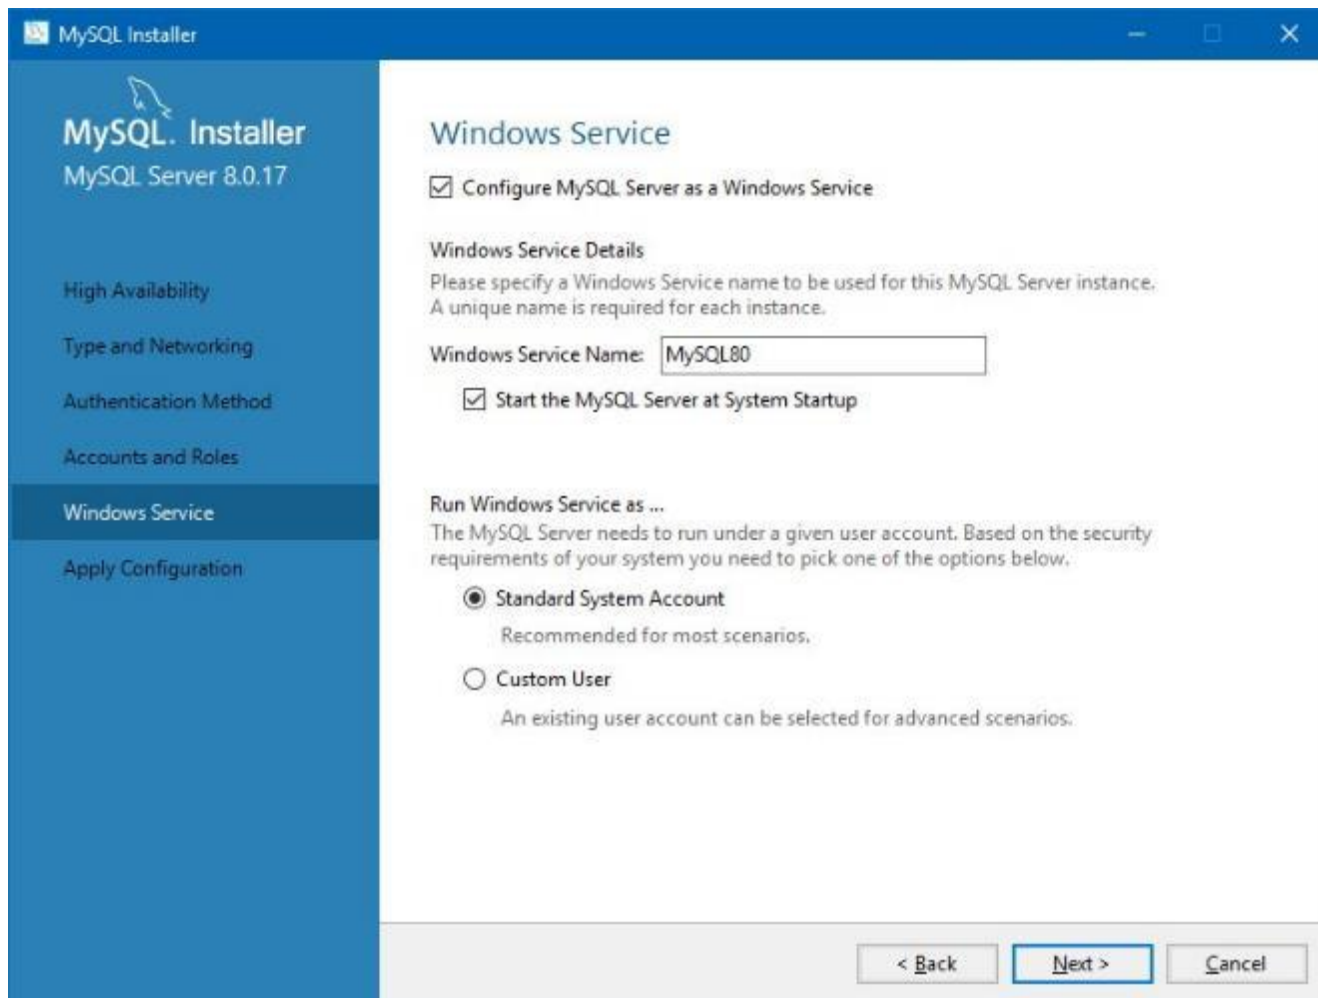 MySQL Installer
MySQL. Installer
MySQL Server 8.0.17
High Availability
Type and Networking
Authentication Method
Accounts and Roles
Windows Service
Apply Configuration
Windows Service
Configure MySQL Server as a Windows Service
Windows Service Details
Please specify a Windows Service name to be used for this MySQL Server instance.
A unique name is required for each instance.
Windows Service Name: MySQL80
Start the MySQL Server at System Startup
Run Windows Service as ...
The MySQL Server needs to run under a given user account. Based on the security
requirements of your system you need to pick one of the options below.
Standard System Account
Recommended for most scenarios.
Custom User
An existing user account can be selected for advanced scenarios.
< Back Next > Cancel